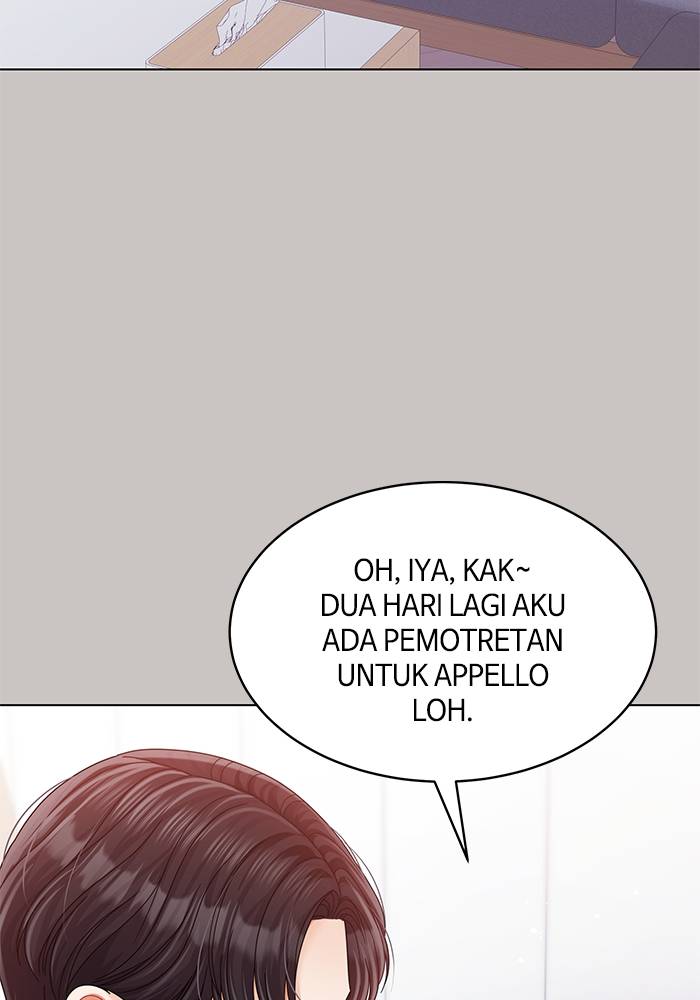 OH, IYA, KAK~
DUA HARI LAGI AKU
ADA PEMOTRETAN
UNTUK APPELLO
LOH.